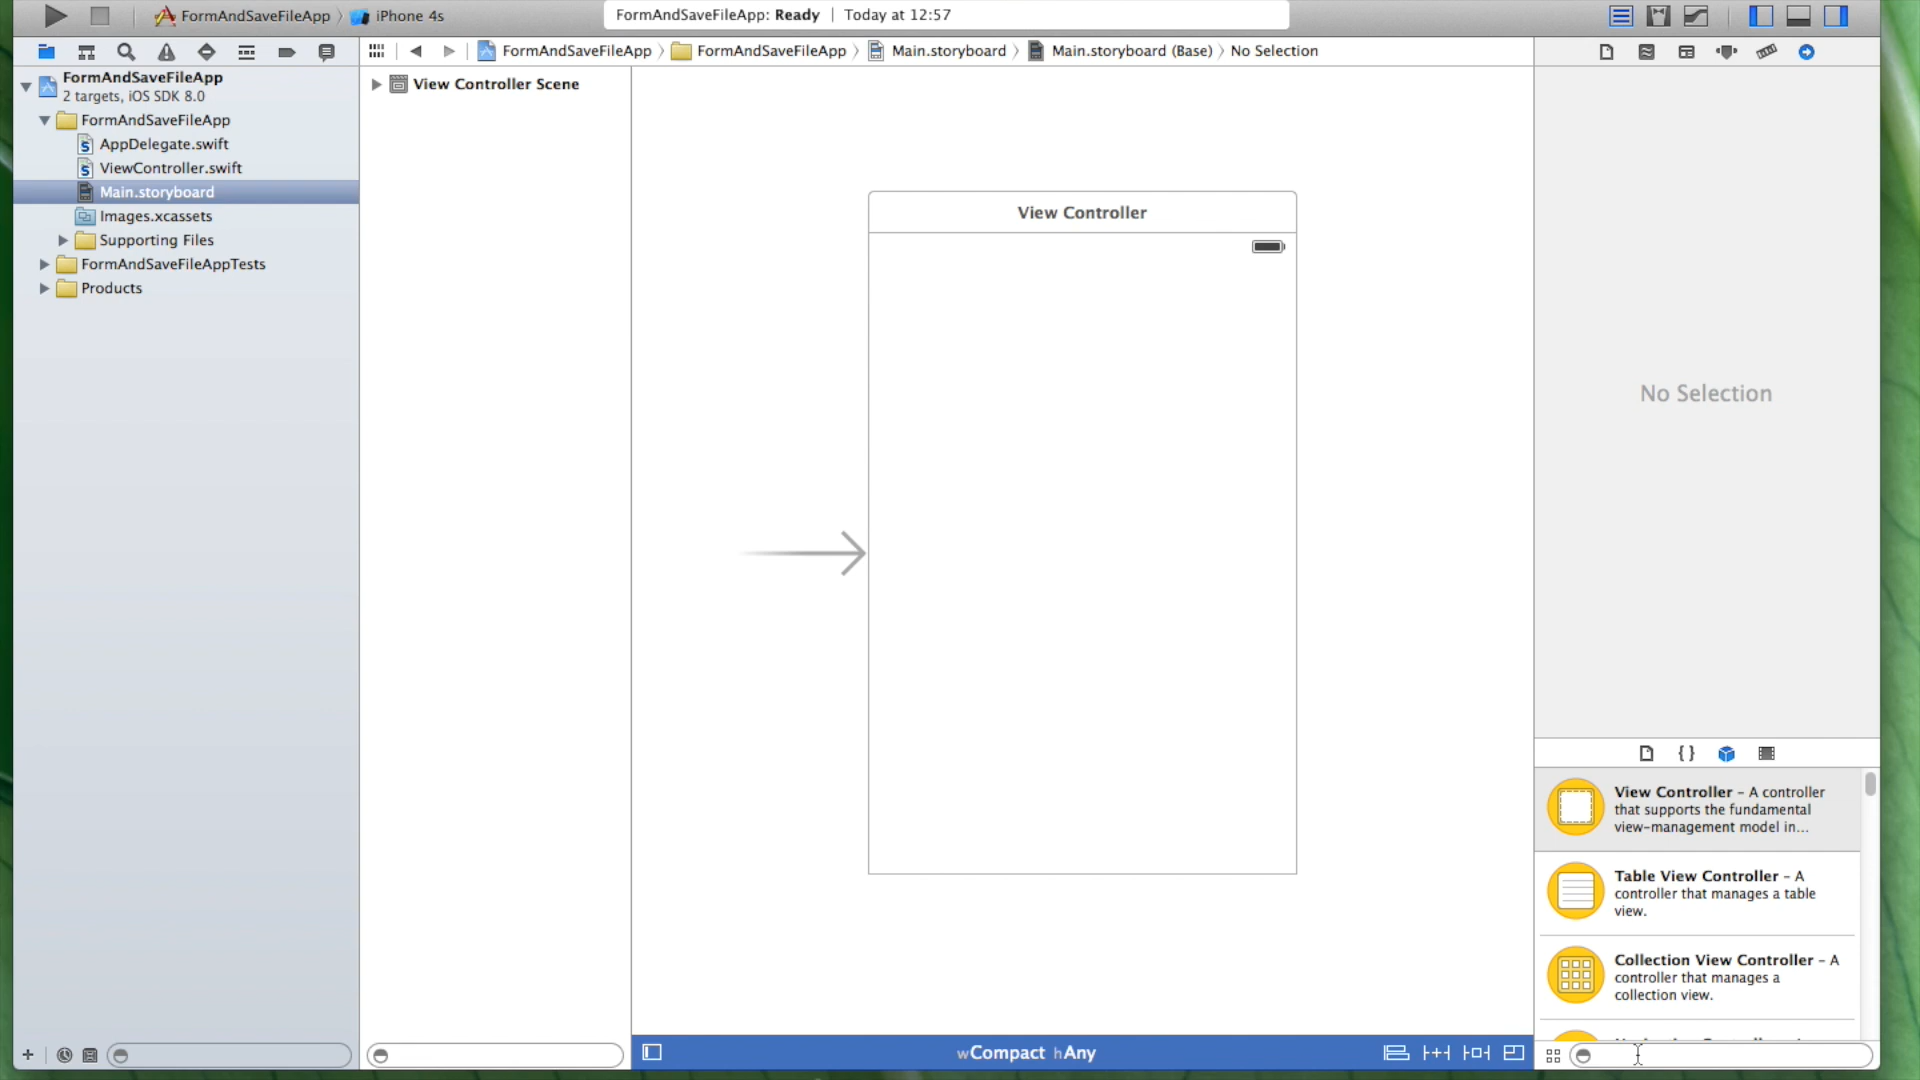 FormAndSaveFileApp 〉 iPhone 4s
FormAndSaveFileApp: Ready | Today at 12:57
FormAndSaveFileApp 〉 FormAndSaveFileApp 〉 Main.storyboard 〉 Main.storyboard (Base) 〉 No Selection
FormAndSaveFileApp
2 targets, iOS SDK 8.0
FormAndSaveFileApp
AppDelegate.swift
ViewController.swift
Main.storyboard
Images.xcassets
Supporting Files
FormAndSaveFileAppTests
Products
View Controller Scene
View Controller
No Selection
{ }
View Controller – A controller
that supports the fundamental
view-management model in...
Table View Controller – A
controller that manages a table
view.
Collection View Controller – A
controller that manages a
collection view.
wCompact hAny